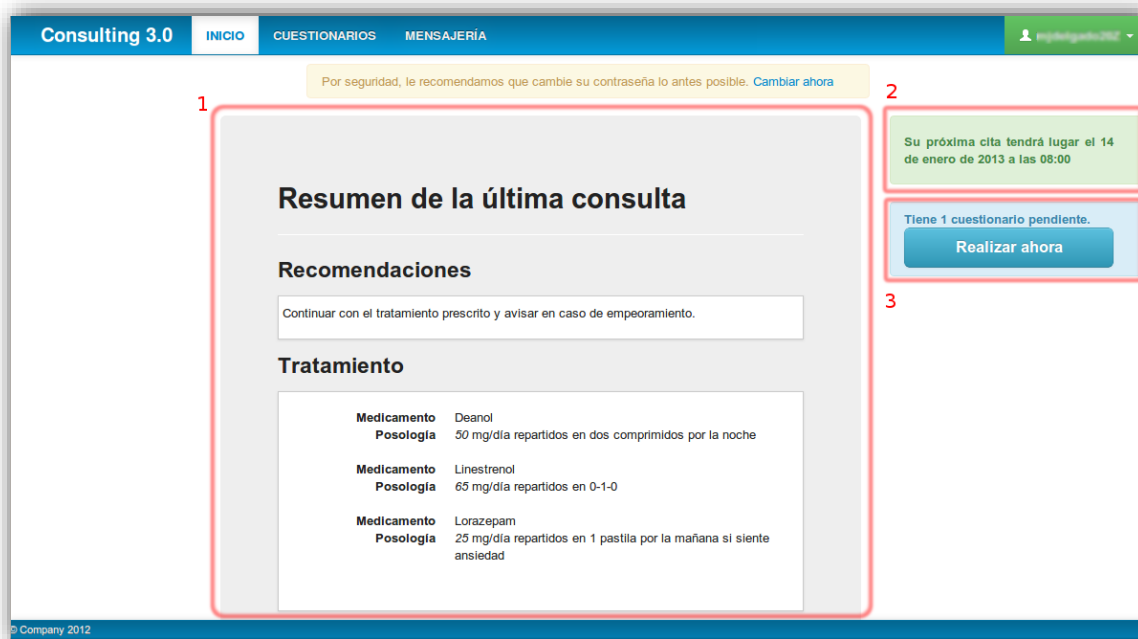 Consulting 3.0 INICIO CUESTIONARIOS MENSAJERÍA
Por seguridad, le recomendamos que cambie su contraseña lo antes posible. Cambiar ahora
1
2
Su próxima cita tendrá lugar el 14
de enero de 2013 a las 08:00
Tiene 1 cuestionario pendiente.
Realizar ahora
3
Resumen de la última consulta
Recomendaciones
Continuar con el tratamiento prescrito y avisar en caso de empeoramiento.
Tratamiento
Medicamento Deanol
Posología 50 mg/día repartidos en dos comprimidos por la noche
Medicamento Linestrenol
Posología 65 mg/día repartidos en 0-1-0
Medicamento Lorazepam
Posología 25 mg/día repartidos en 1 pastila por la mañana si siente
ansiedad
© Company 2012